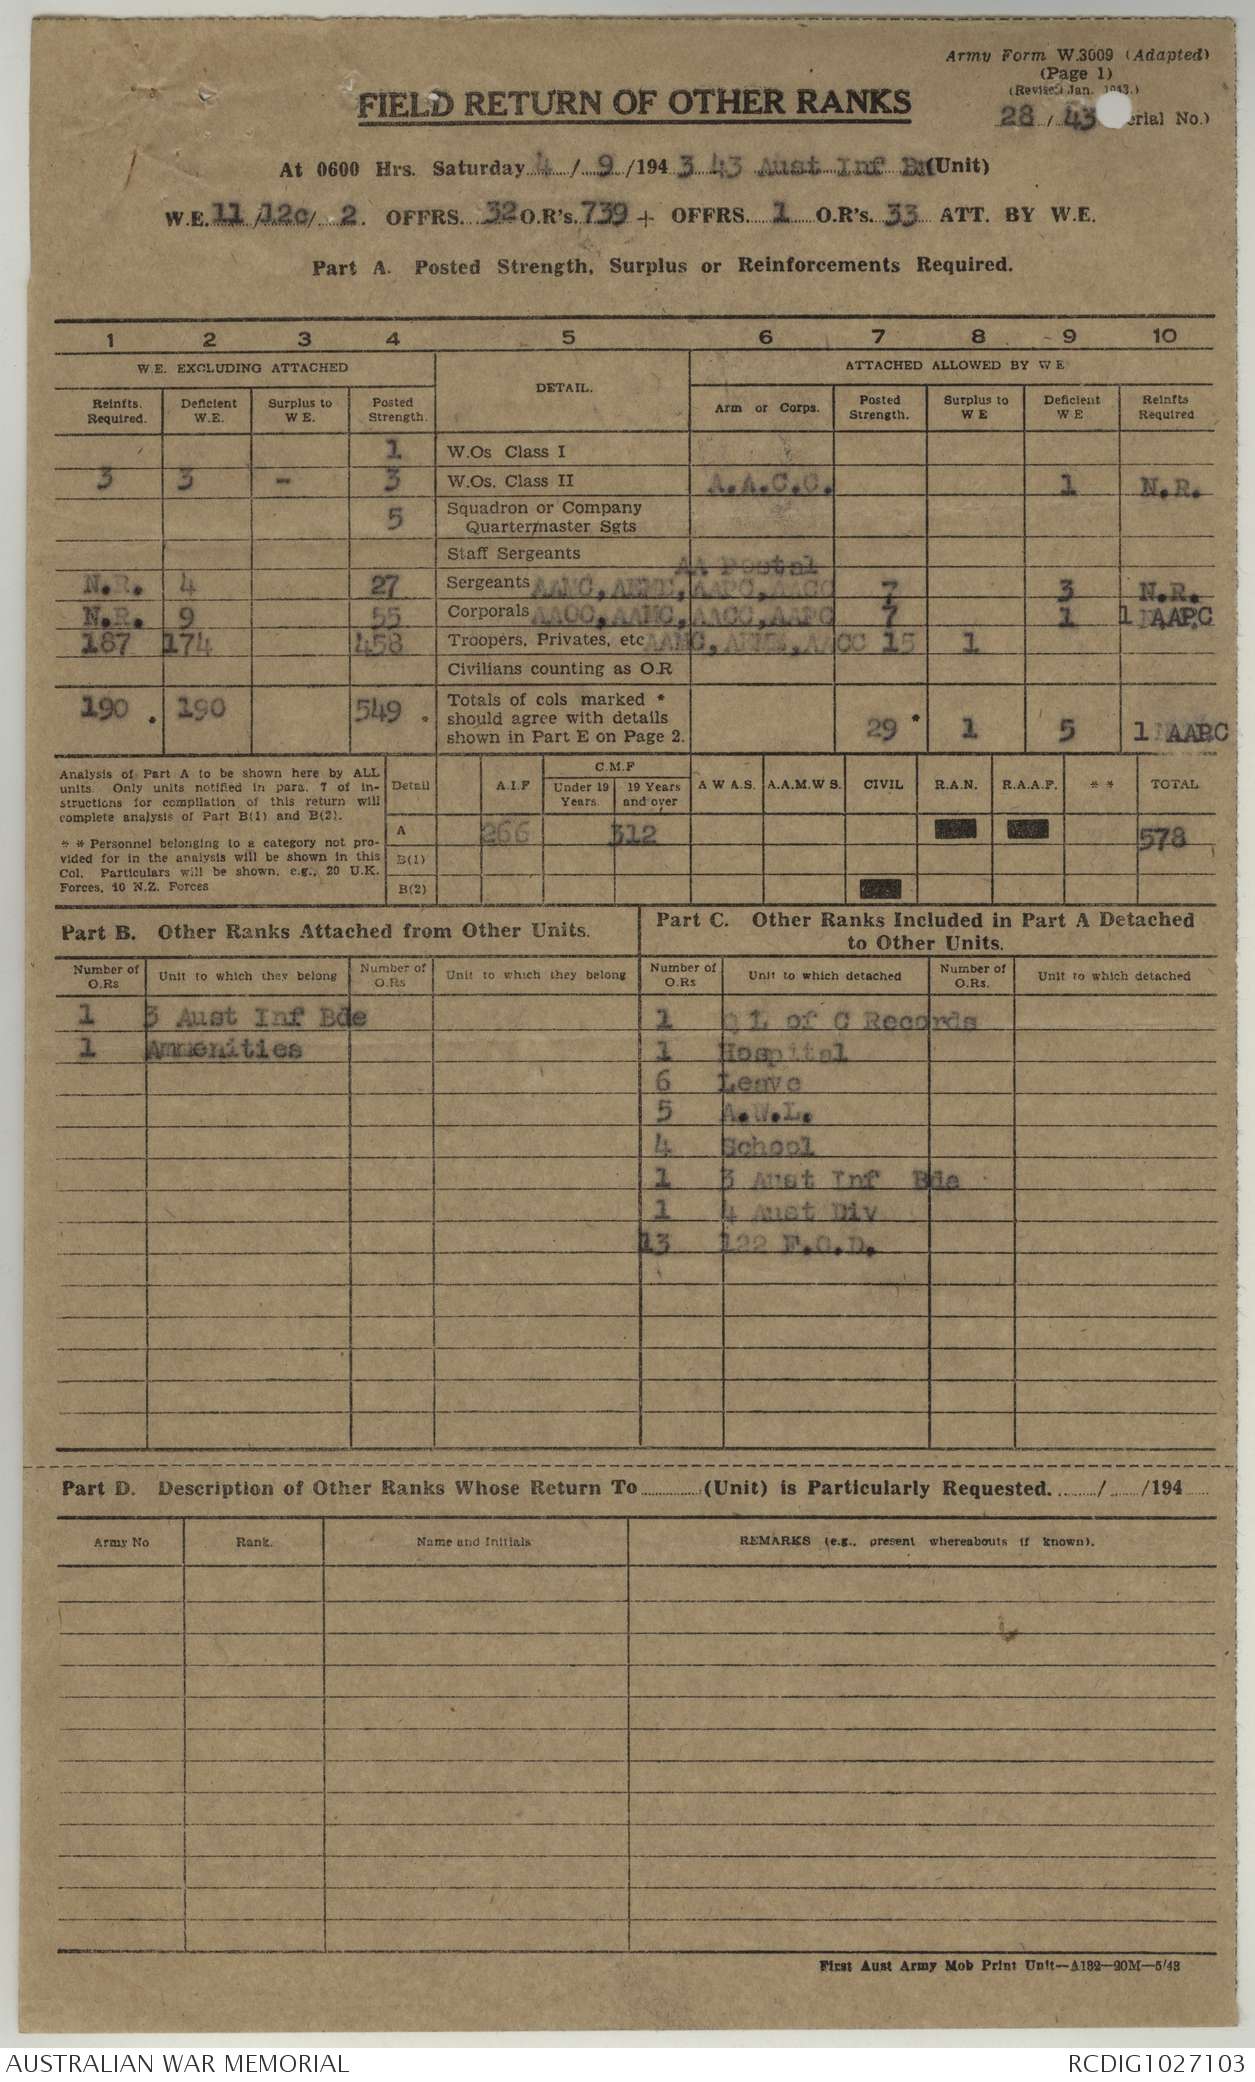 Army Form W.3009 (Adapted)
(Page 1)
(Revised Jan. 1943.)
FIELD RETURN OF OTHER RANKS
28 / 43 erial No.)
At 0600 Hrs. Saturday 4 / 9 /194 3 43 Aust Inf Bn (Unit)
W.E. 11 /12c/ 2. OFFRS. 32 O.R's. 739 + OFFRS. 1 O.R's. 33 ATT. BY W.E.
Part A. Posted Strength, Surplus or Reinforcements Required.
1 2 3 4 5 6 7 8 9 10
W.E. EXCLUDING ATTACHED DETAIL. ATTACHED ALLOWED BY W E
Reinfts. Required. Deficient W.E. Surplus to W E. Posted Strength. Arm or Corps. Posted Strength. Surplus to W E Deficient W E Reinfts Required
1 W.Os Class I
3 3 - 3 W.Os. Class II A.A.C.C. 1 N.R.
5 Squadron or Company
Quartermaster Sgts
Staff Sergeants
AA Postal
N.R. 4 27 Sergeants AAMC, AEME, AAPC, AACC 7 3 N.R.
N.R. 9 55 Corporals AACC, AAMC, AACC, AAPC 7 1 1 AAPC
187 174 458 Troopers, Privates, etc AAMC, AEME, AACC 15 1
Civilians counting as O.R
190 . 190 549 * Totals of cols marked *
should agree with details
shown in Part E on Page 2. 29 * 1 5 1 AAPC
Analysis of Part A to be shown here by ALL
units. Only units notified in para. 7 of in-
structions for compilation of this return will
complete analysis of Part B(1) and B(2).
* * Personnel belonging to a category not pro-
vided for in the analysis will be shown in this
Col. Particulars will be shown, e.g., 20 U.K.
Forces, 10 N.Z. Forces
Detail A.I.F C.M.F Under 19 Years. 19 Years and over A W A.S. A.A.M.W S. CIVIL R.A.N. R.A.A.F. * * TOTAL
A 266 312 578
B(1)
B(2)
Part B. Other Ranks Attached from Other Units.
Part C. Other Ranks Included in Part A Detached
to Other Units.
Number of O.Rs Unit to which they belong Number of O.Rs Unit to which they belong Number of O.Rs Unit to which detached Number of O.Rs. Unit to which detached
1 3 Aust Inf Bde 1 Q L of C Records
1 Ammenities 1 Hospital
6 Leave
5 A.W.L.
4 School
1 3 Aust Inf Bde
1 4 Aust Div
13 122 F.C.D.
Part D. Description of Other Ranks Whose Return To (Unit) is Particularly Requested. / /194
Army No Rank. Name and Initials REMARKS (e.g., present whereabouts if known).
First Aust Army Mob Print Unit—A182—20M—5/43
AUSTRALIAN WAR MEMORIAL RCDIG1027103